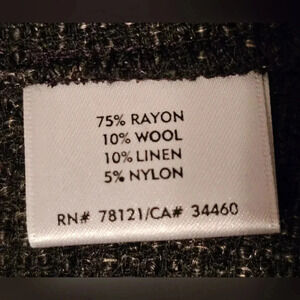 75% RAYON
10% WOOL
10% LINEN
5% NYLON
RN# 78121/CA# 34460